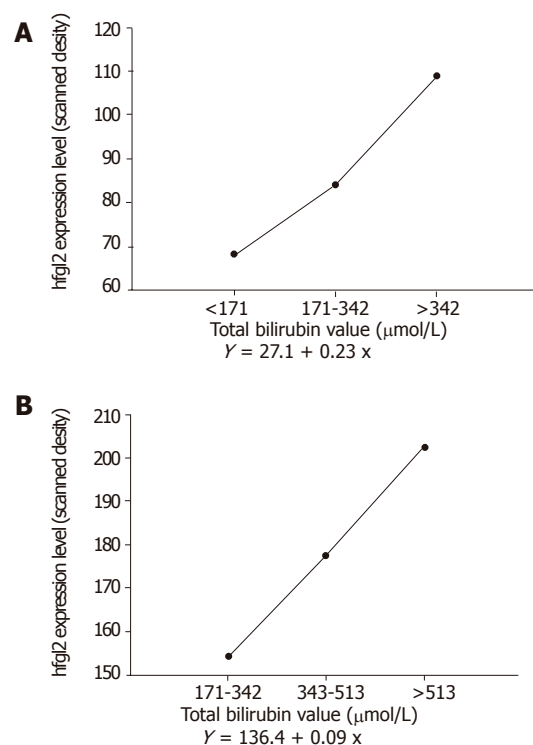 A
hfgl2 expression level (scanned desity)
120
110
100
90
80
70
60
<171 171-342 >342
Total bilirubin value (μmol/L)
Y = 27.1 + 0.23 x
B
hfgl2 expression level (scanned desity)
210
200
190
180
170
160
150
171-342 343-513 >513
Total bilirubin value (μmol/L)
Y = 136.4 + 0.09 x